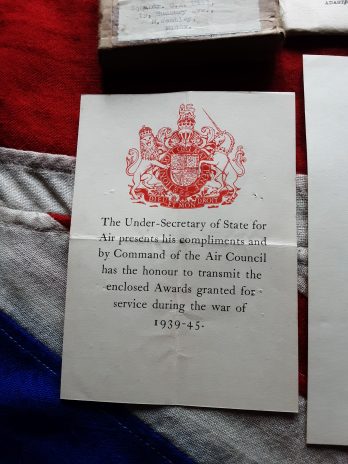 DIEU ET MON DROIT
The Under-Secretary of State for
Air presents his compliments and
by Command of the Air Council
has the honour to transmit the
enclosed Awards granted for
service during the war of
1939-45.